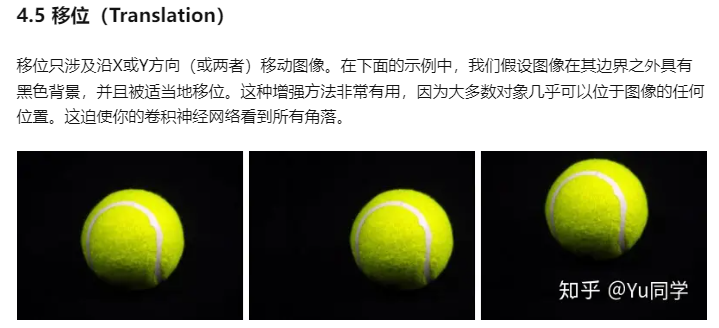 4.5 移位（Translation）
移位只涉及沿X或Y方向（或两者）移动图像。在下面的示例中，我们假设图像在其边界之外具有
黑色背景，并且被适当地移位。这种增强方法非常有用，因为大多数对象几乎可以位于图像的任何
位置。这迫使你的卷积神经网络看到所有角落。
知乎 @Yu同学